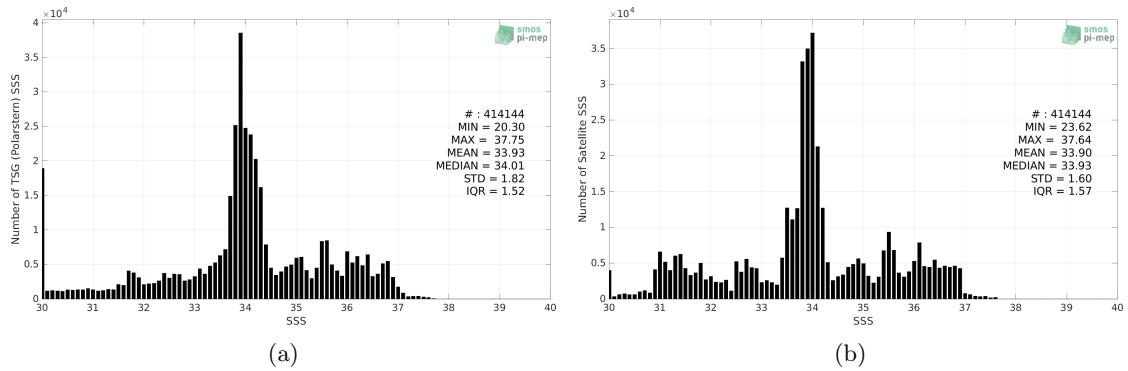 ×10⁴
smos
pi-mep
Number of TSG (Polarstern) SSS
4
3.5
3
2.5
2
1.5
1
0.5
0
# : 414144
MIN = 20.30
MAX = 37.75
MEAN = 33.93
MEDIAN = 34.01
STD = 1.82
IQR = 1.52
30 31 32 33 34 35 36 37 38 39 40
SSS
(a)
×10⁴
smos
pi-mep
Number of Satellite SSS
3.5
3
2.5
2
1.5
1
0.5
0
# : 414144
MIN = 23.62
MAX = 37.64
MEAN = 33.90
MEDIAN = 33.93
STD = 1.60
IQR = 1.57
30 31 32 33 34 35 36 37 38 39 40
SSS
(b)